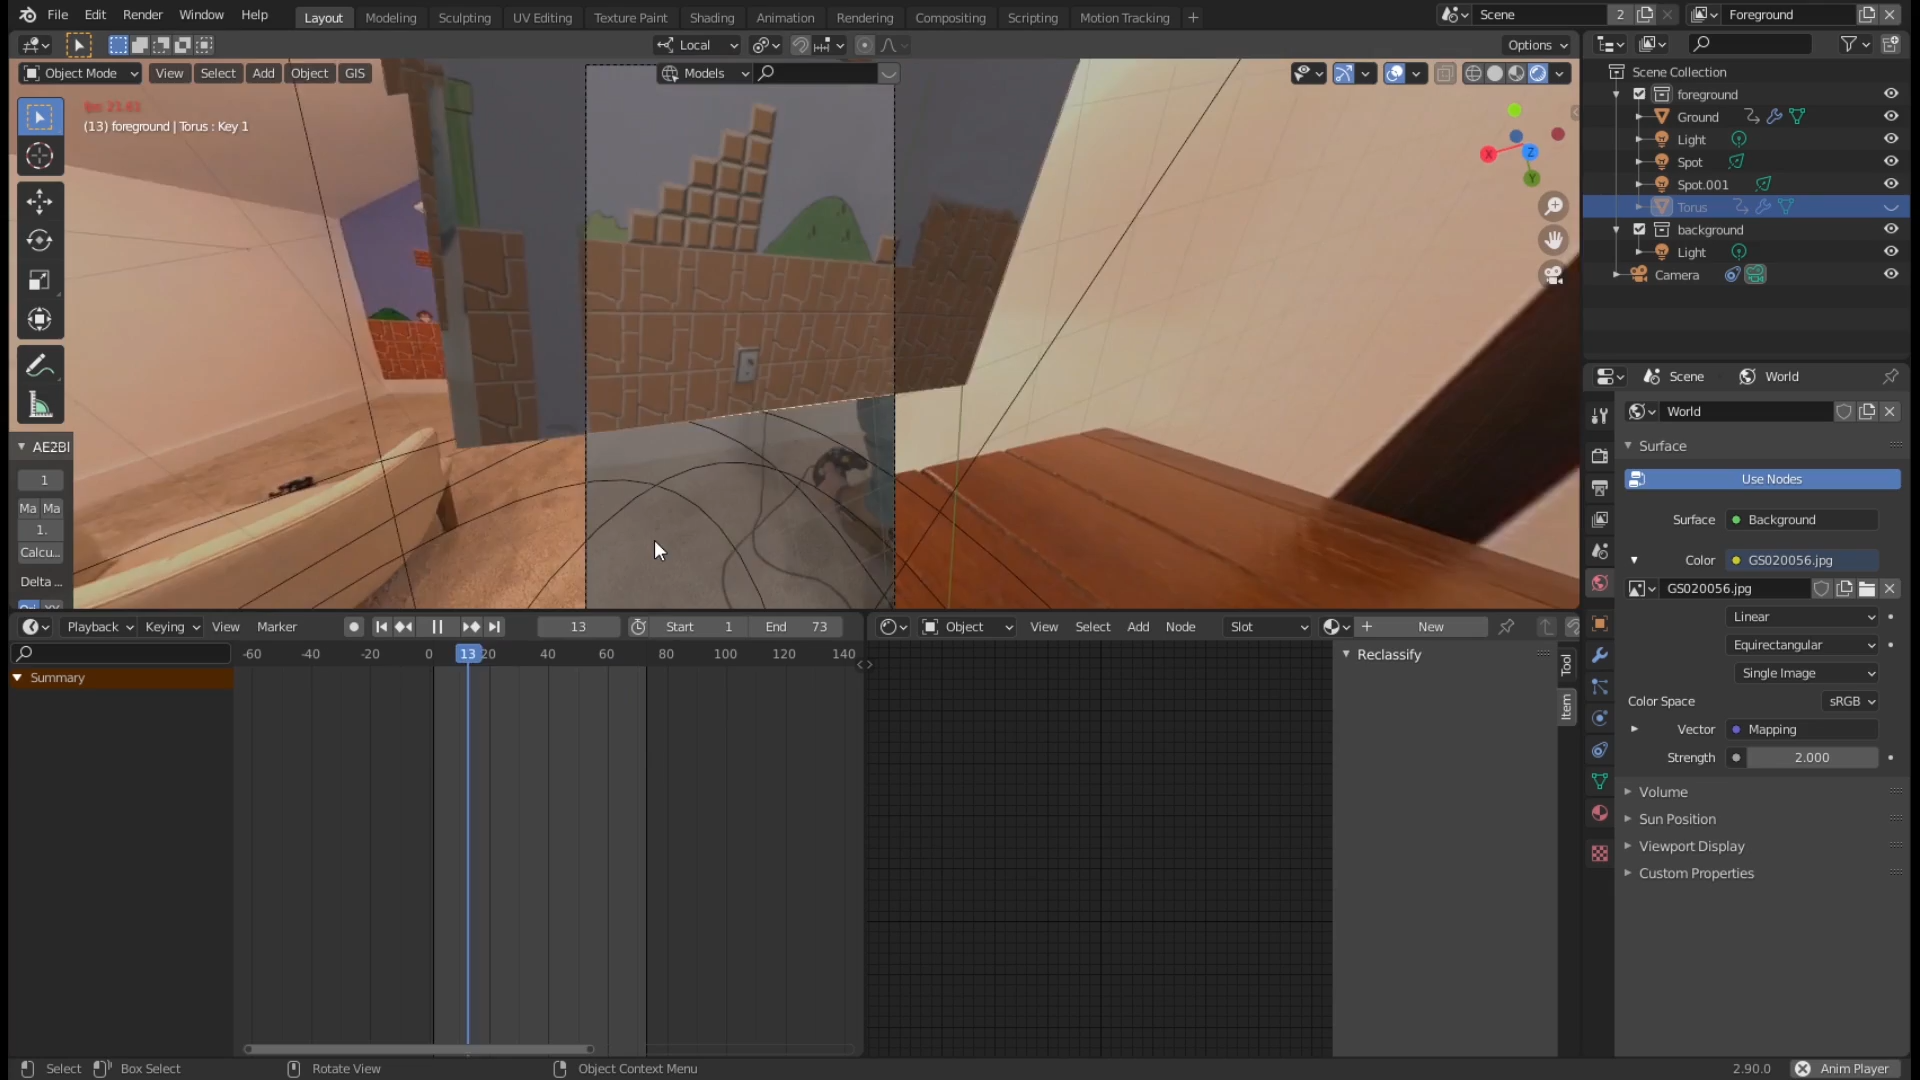 File Edit Render Window Help Layout Modeling Sculpting UV Editing Texture Paint Shading Animation Rendering Compositing Scripting Motion Tracking + Scene 2 Foreground
Local Options
Object Mode View Select Add Object GIS Models
fps 21.61
(13) foreground | Torus : Key 1
X
Z
Y
Scene Collection
foreground
Ground
Light
Spot
Spot.001
Torus
background
Light
Camera
AE2Bl
1
Ma Ma
1.
Calcu...
Delta ...
Scene World
World
Surface
Use Nodes
Surface Background
Color GS020056.jpg
GS020056.jpg
Linear
Equirectangular
Single Image
Color Space sRGB
Vector Mapping
Strength 2.000
Volume
Sun Position
Viewport Display
Custom Properties
Playback Keying View Marker 13 Start 1 End 73
-60 -40 -20 0 13 20 40 60 80 100 120 140
Summary
Object View Select Add Node Slot New
Reclassify
Tool
Item
Select Box Select Rotate View Object Context Menu 2.90.0 Anim Player